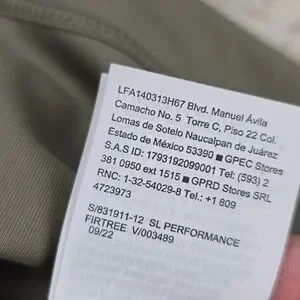 LFA140313H67 Blvd. Manuel Ávila
Camacho No. 5 Torre C, Piso 22 Col.
Lomas de Sotelo Naucalpan de Juárez
Estado de México 53390 ■ GPEC Stores
S.A.S ID: 1793192099001 Tel: (593) 2
381 0950 ext 1515 ■ GPRD Stores SRL
RNC: 1-32-54029-8 Tel.: +1 809
4723973
S/831911-12 SL PERFORMANCE
FIRTREE V/003489
09/22